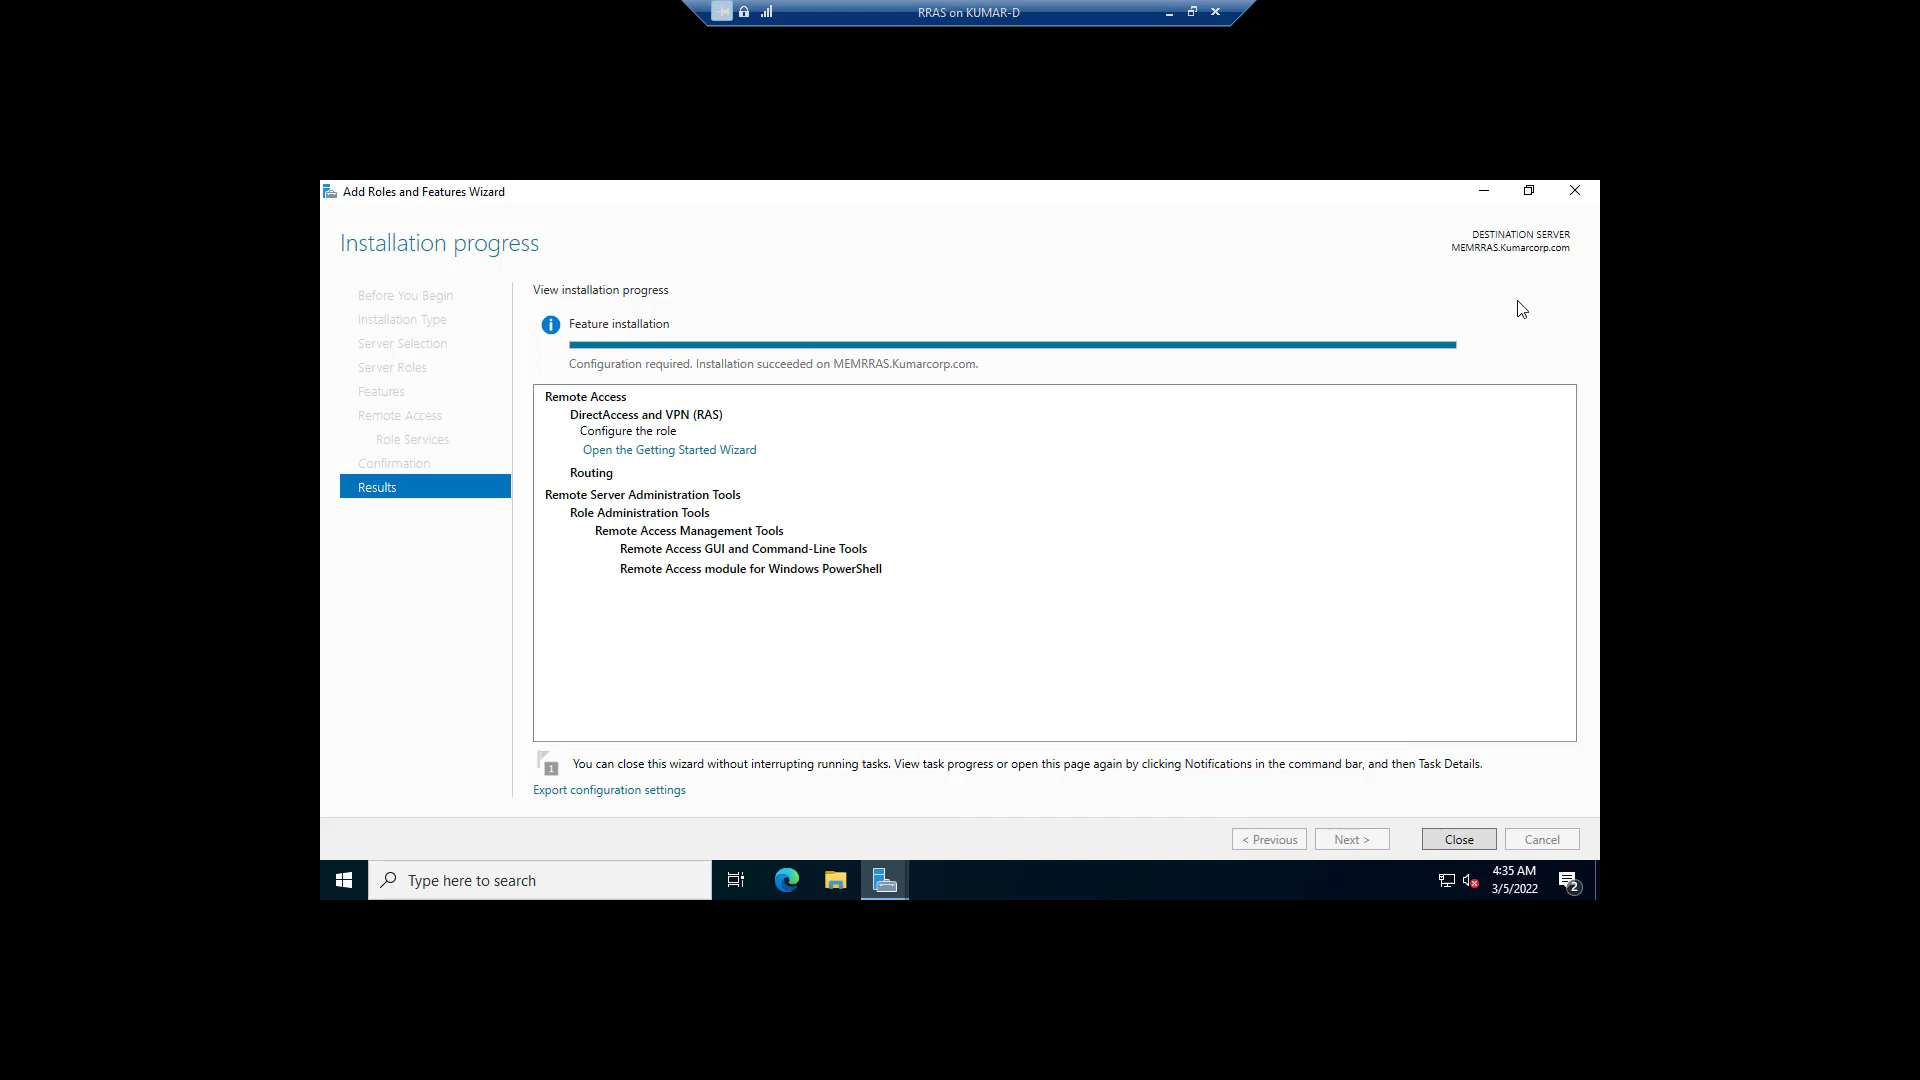 RRAS on KUMAR-D
Add Roles and Features Wizard
Installation progress
DESTINATION SERVER
MEMRRAS.Kumarcorp.com
Before You Begin
Installation Type
Server Selection
Server Roles
Features
Remote Access
Role Services
Confirmation
Results
View installation progress
Feature installation
Configuration required. Installation succeeded on MEMRRAS.Kumarcorp.com.
Remote Access
DirectAccess and VPN (RAS)
Configure the role
Open the Getting Started Wizard
Routing
Remote Server Administration Tools
Role Administration Tools
Remote Access Management Tools
Remote Access GUI and Command-Line Tools
Remote Access module for Windows PowerShell
1
You can close this wizard without interrupting running tasks. View task progress or open this page again by clicking Notifications in the command bar, and then Task Details.
Export configuration settings
< Previous
Next >
Close
Cancel
Type here to search
4:35 AM
3/5/2022
2